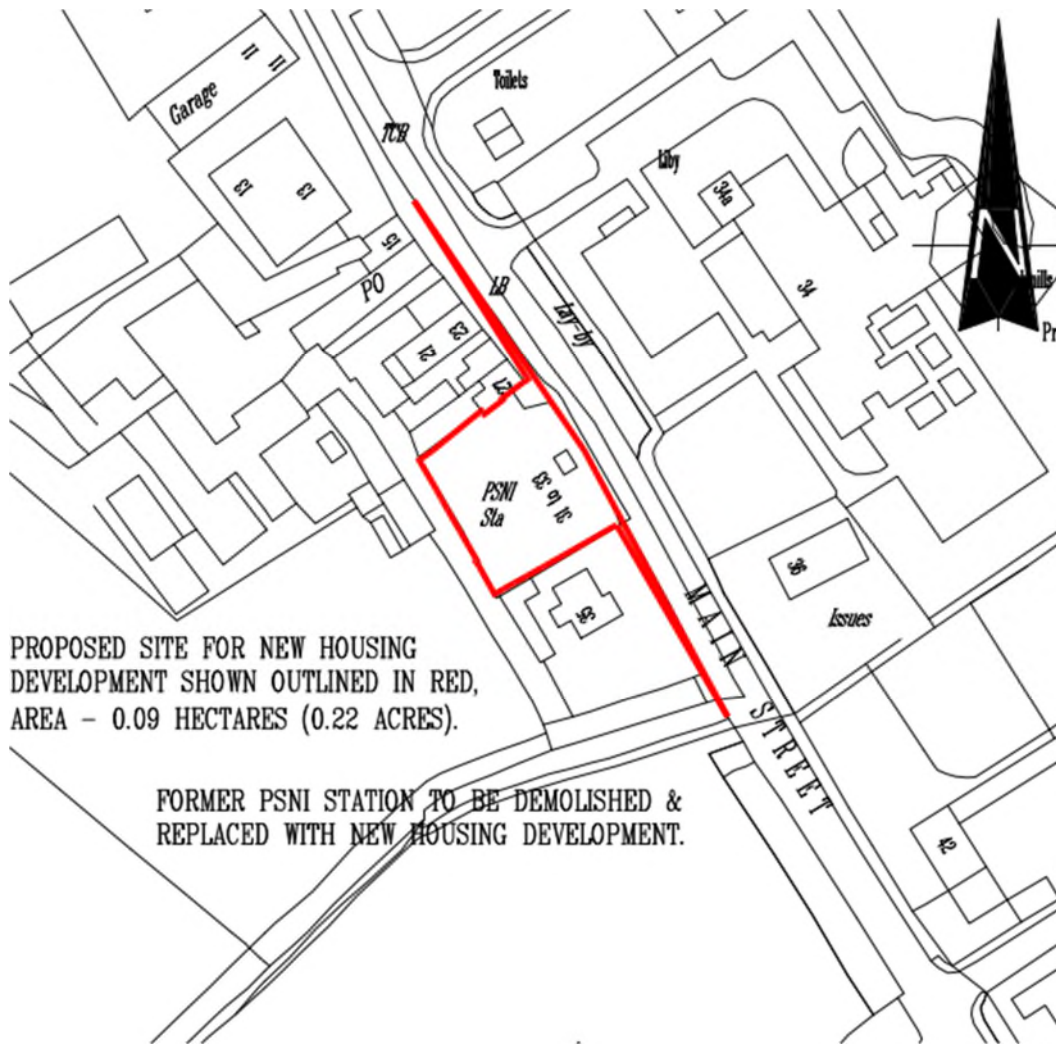 11
11
Garage
Toilets
TCB
Liby
13
13
34a
15
PO
LB
Lay-by
34
N
Pr
23
21
27
PSNI
Sta
31 to 33
36
Issues
MAIN
STREET
PROPOSED SITE FOR NEW HOUSING
DEVELOPMENT SHOWN OUTLINED IN RED,
AREA - 0.09 HECTARES (0.22 ACRES).
FORMER PSNI STATION TO BE DEMOLISHED &
REPLACED WITH NEW HOUSING DEVELOPMENT.
42